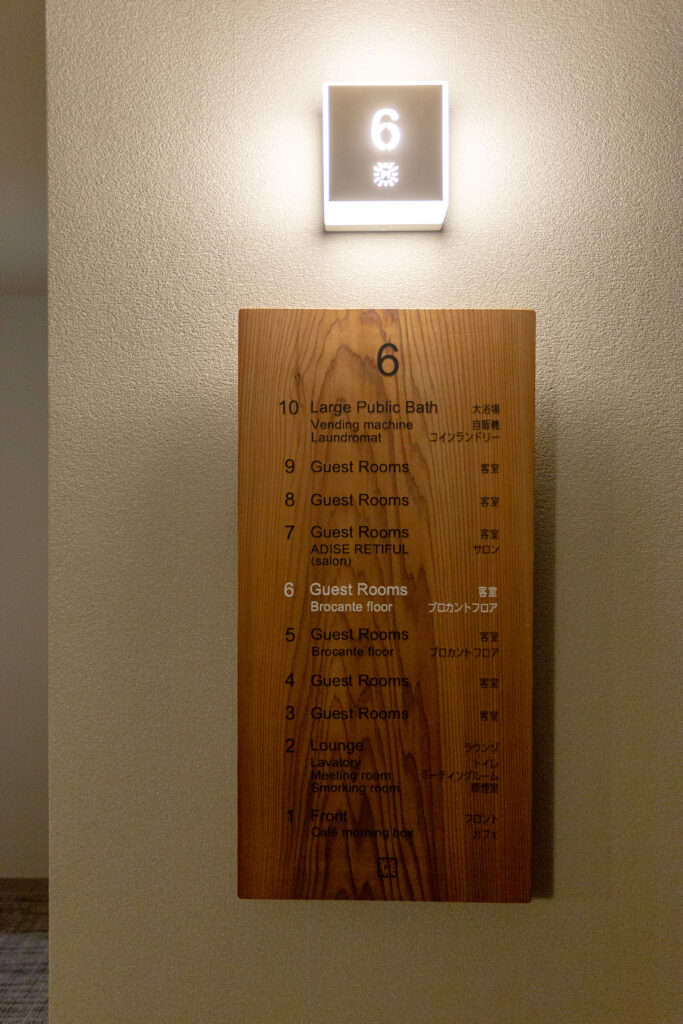 6
6
10 Large Public Bath 大浴場
Vending machine 自販機
Laundromat コインランドリー
9 Guest Rooms 客室
8 Guest Rooms 客室
7 Guest Rooms 客室
ADISE RETIFUL サロン
(salon)
6 Guest Rooms 客室
Brocante floor ブロカントフロア
5 Guest Rooms 客室
Brocante floor ブロカントフロア
4 Guest Rooms 客室
3 Guest Rooms 客室
2 Lounge ラウンジ
Lavatory トイレ
Meeting room ミーティングルーム
Smorking room 喫煙室
1 Front フロント
Café morning box カフェ